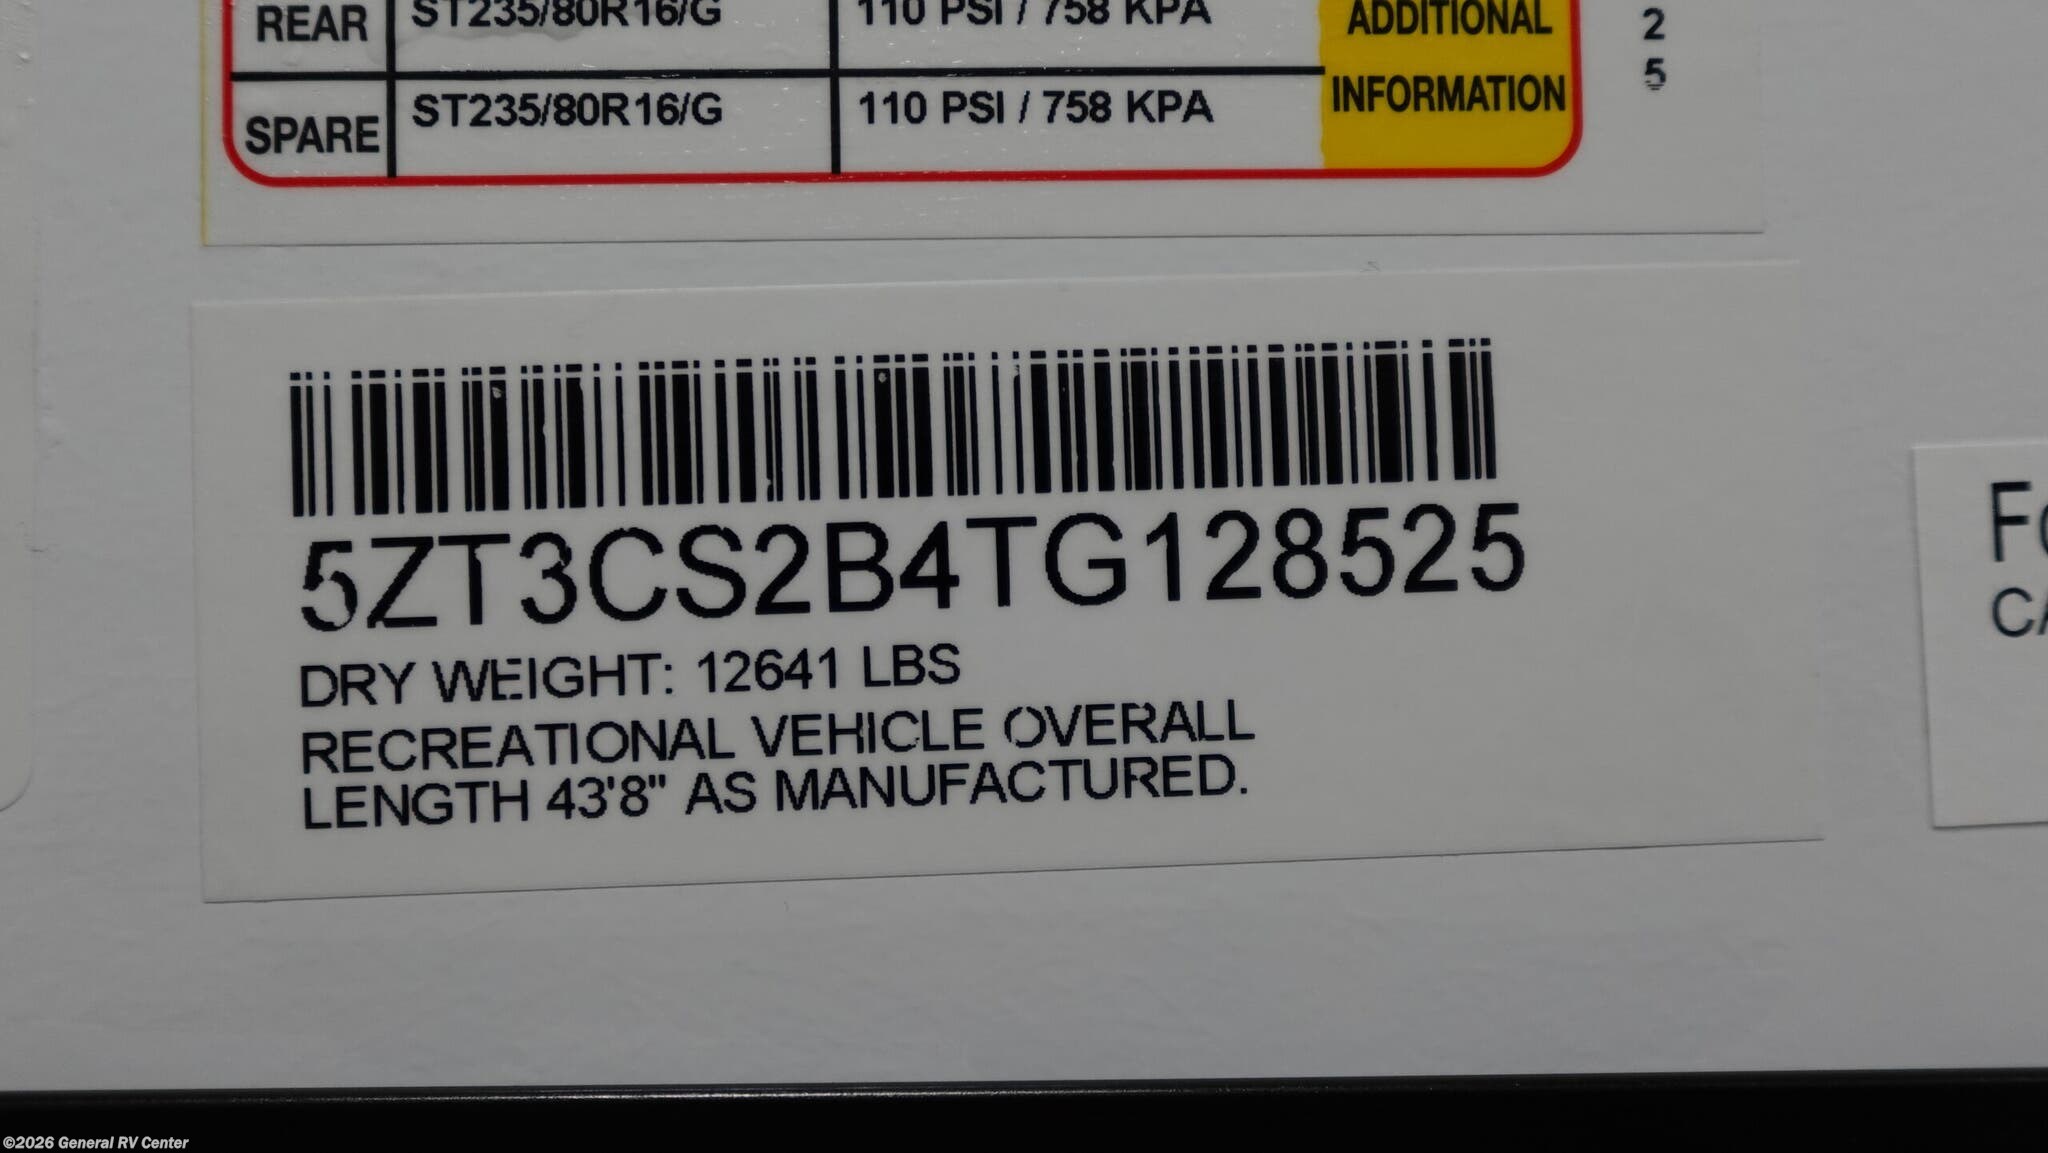 REAR ST235/80R16/G 110 PSI / 758 KPA ADDITIONAL
SPARE ST235/80R16/G 110 PSI / 758 KPA INFORMATION
2
5
5ZT3CS2B4TG128525
DRY WEIGHT: 12641 LBS
RECREATIONAL VEHICLE OVERALL
LENGTH 43'8" AS MANUFACTURED.
©2026 General RV Center